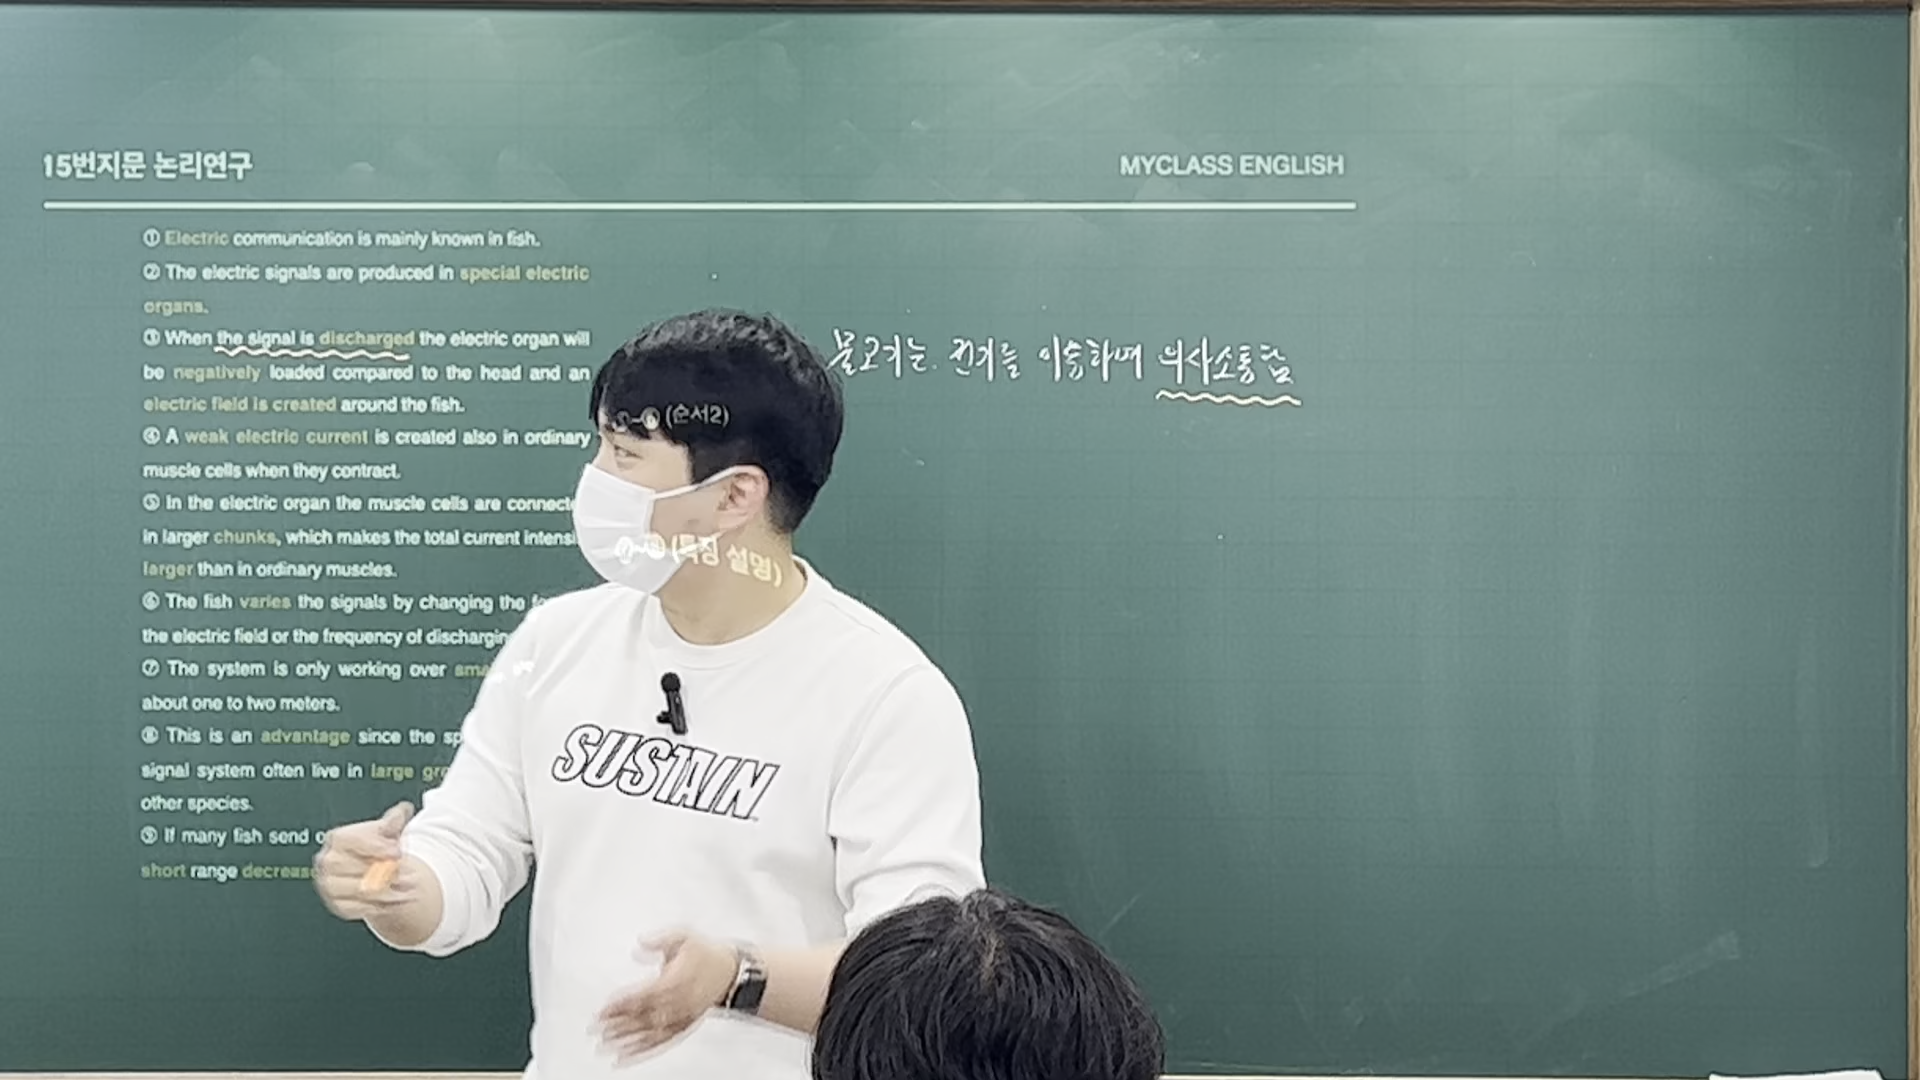 15번지문 논리연구
MYCLASS ENGLISH
① Electric communication is mainly known in fish.
② The electric signals are produced in special electric
organs.
③ When the signal is discharged the electric organ will
be negatively loaded compared to the head and an
electric field is created around the fish.
④ A weak electric current is created also in ordinary
muscle cells when they contract.
⑤ In the electric organ the muscle cells are
in larger chunks, which makes the total current
larger than in ordinary muscles.
⑥ The fish varies the signals by changing the
the electric field or the frequency of
⑦ The system is only working over
about one to two meters.
⑧ This is an advantage since the
signal system often live in large
other species.
⑨ If many fish send
short range
물고기는 전기를 이용하며 의사소통함
(순서2)
(특징 설명)
SUSTAIN